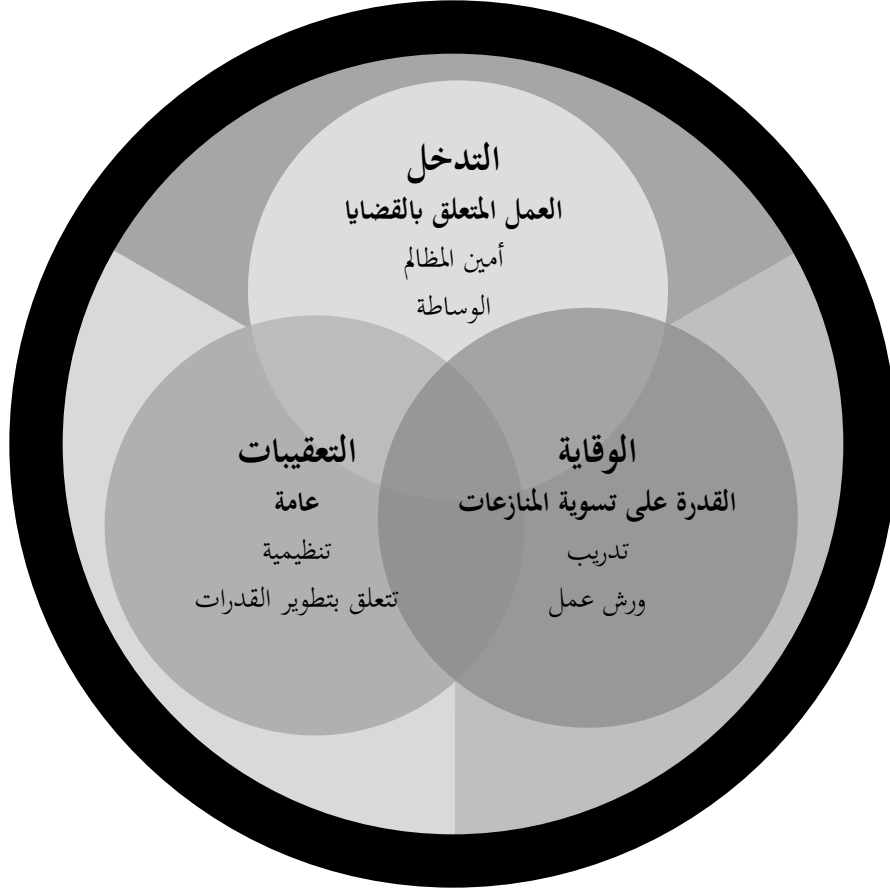 التدخل
العمل المتعلق بالقضايا
أمين المظالم
الوساطة
الوقاية
القدرة على تسوية المنازعات
تدريب
ورش عمل
التعقيبات
عامة
تنظيمية
تتعلق بتطوير القدرات